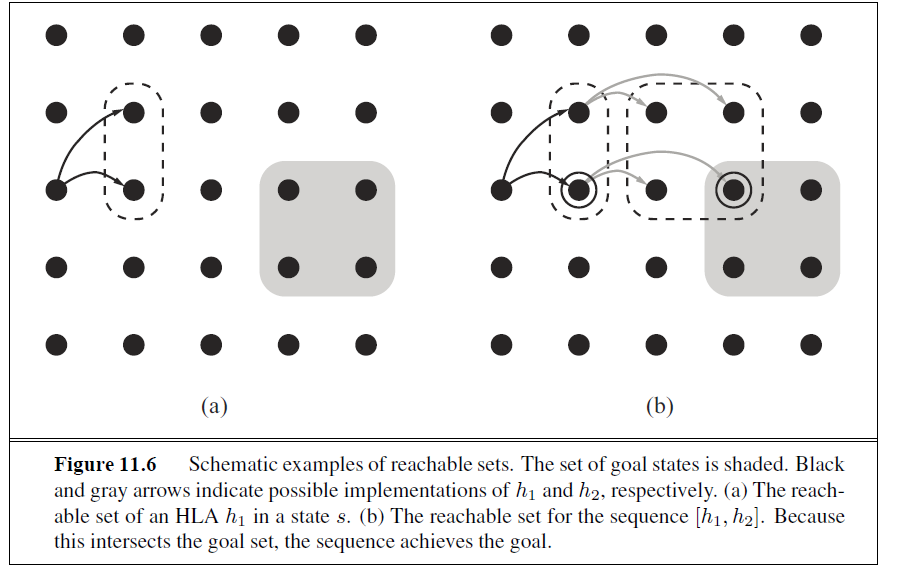 (a)
(b)
Figure 11.6 Schematic examples of reachable sets. The set of goal states is shaded. Black
and gray arrows indicate possible implementations of h₁ and h₂, respectively. (a) The reach-
able set of an HLA h₁ in a state s. (b) The reachable set for the sequence [h₁, h₂]. Because
this intersects the goal set, the sequence achieves the goal.